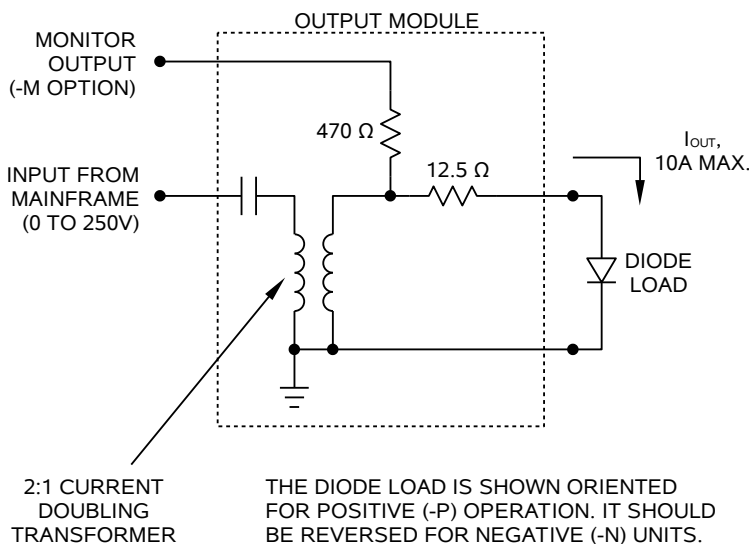 OUTPUT MODULE
MONITOR
OUTPUT
(-M OPTION)
470 Ω
12.5 Ω
IOUT,
10A MAX.
INPUT FROM
MAINFRAME
(0 TO 250V)
DIODE
LOAD
2:1 CURRENT
DOUBLING
TRANSFORMER
THE DIODE LOAD IS SHOWN ORIENTED
FOR POSITIVE (-P) OPERATION. IT SHOULD
BE REVERSED FOR NEGATIVE (-N) UNITS.